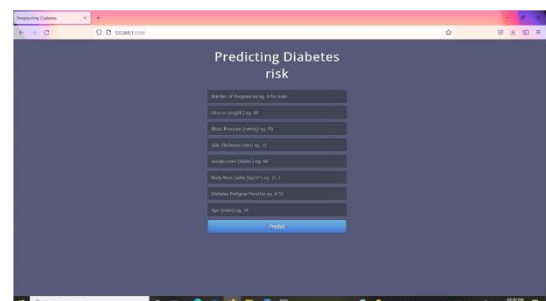 Predicting Diabetes
127.0.0.1:5000
Predicting Diabetes
risk
Number of Pregnancies eg. 0 for male
Glucose (mg/dL) eg. 80
Blood Pressure (mmHg) eg. 80
Skin Thickness (mm) eg. 20
Insulin Level (IU/mL) eg. 80
Body Mass Index (kg/m²) eg. 23.1
Diabetes Pedigree Function eg. 0.52
Age (years) eg. 34
Predict